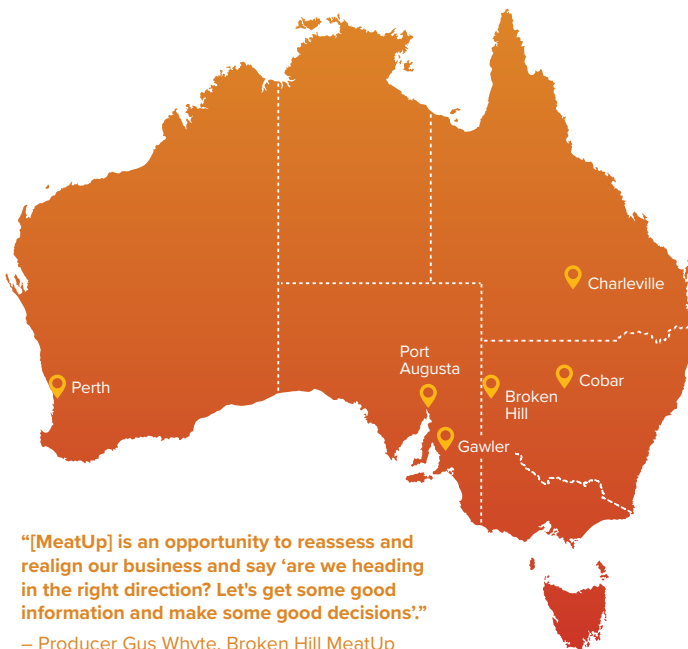 Charleville
Port
Augusta
Perth
Broken
Hill
Cobar
Gawler
“[MeatUp] is an opportunity to reassess and
realign our business and say ‘are we heading
in the right direction? Let's get some good
information and make some good decisions’.”
– Producer Gus Whyte, Broken Hill MeatUp